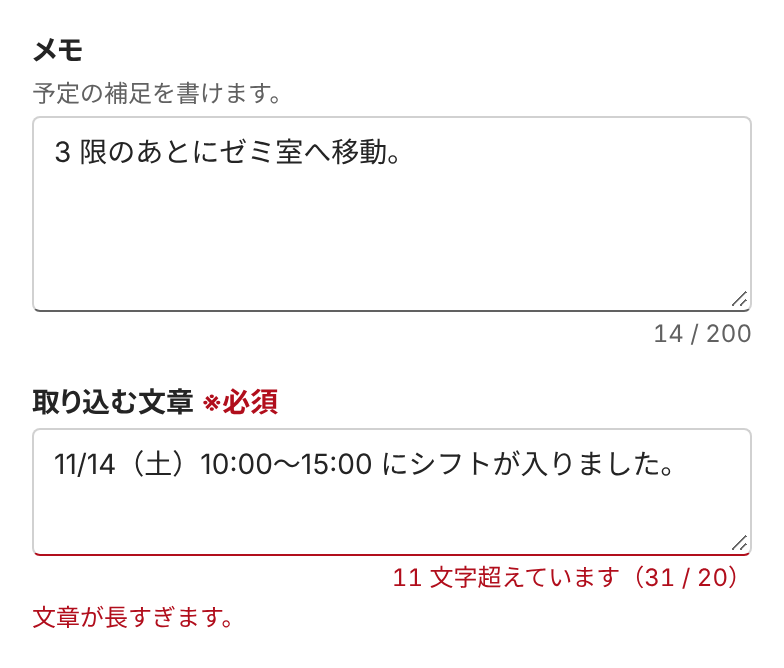 メモ
予定の補足を書けます。
3 限のあとにゼミ室へ移動。
14 / 200
取り込む文章 ※必須
11/14（土）10:00〜15:00 にシフトが入りました。
11 文字超えています（31 / 20）
文章が長すぎます。